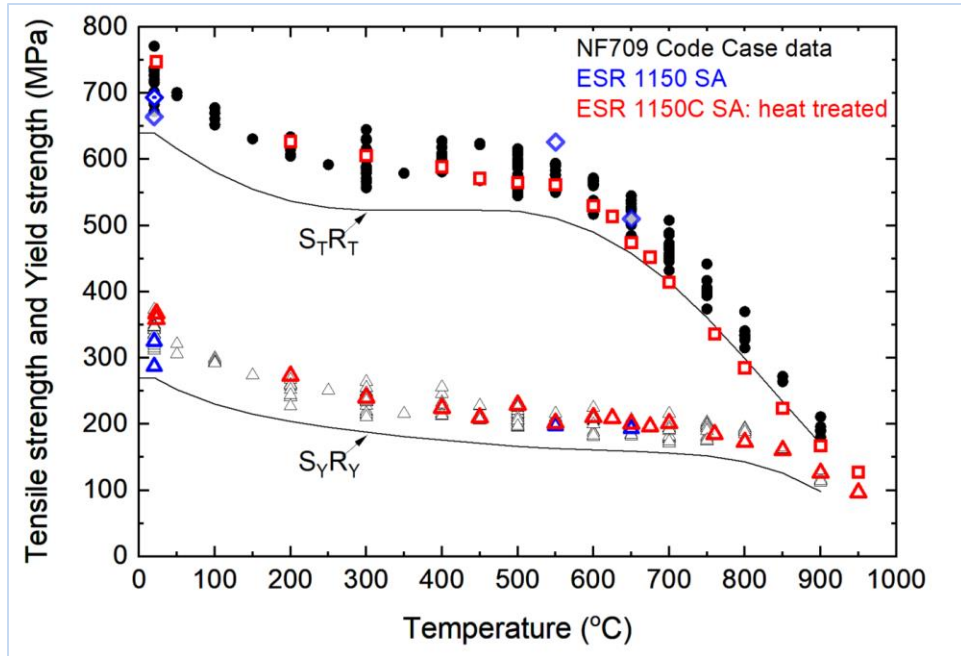 NF709 Code Case data
ESR 1150 SA
ESR 1150C SA: heat treated
Tensile strength and Yield strength (MPa)
800
700
600
500
400
300
200
100
0
STRT
SYRY
0 100 200 300 400 500 600 700 800 900 1000
Temperature (oC)